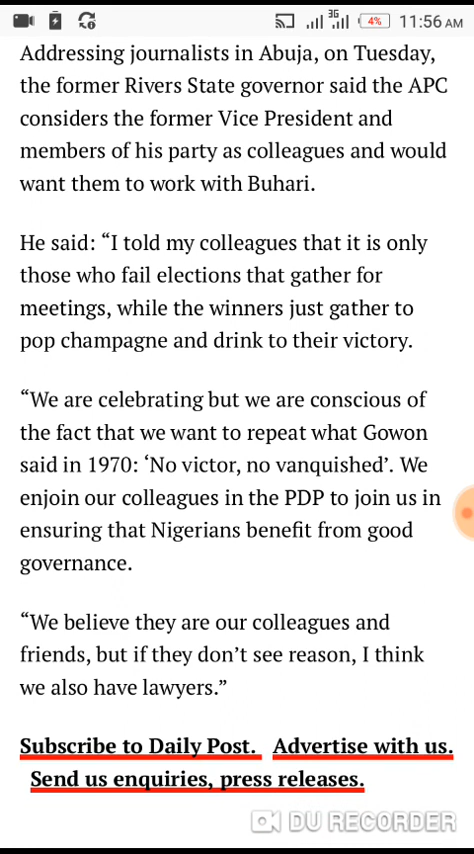 3G 4% 11:56 AM
Addressing journalists in Abuja, on Tuesday,
the former Rivers State governor said the APC
considers the former Vice President and
members of his party as colleagues and would
want them to work with Buhari.
He said: “I told my colleagues that it is only
those who fail elections that gather for
meetings, while the winners just gather to
pop champagne and drink to their victory.
“We are celebrating but we are conscious of
the fact that we want to repeat what Gowon
said in 1970: ‘No victor, no vanquished’. We
enjoin our colleagues in the PDP to join us in
ensuring that Nigerians benefit from good
governance.
“We believe they are our colleagues and
friends, but if they don’t see reason, I think
we also have lawyers.”
Subscribe to Daily Post. Advertise with us.
Send us enquiries, press releases.
DU RECORDER